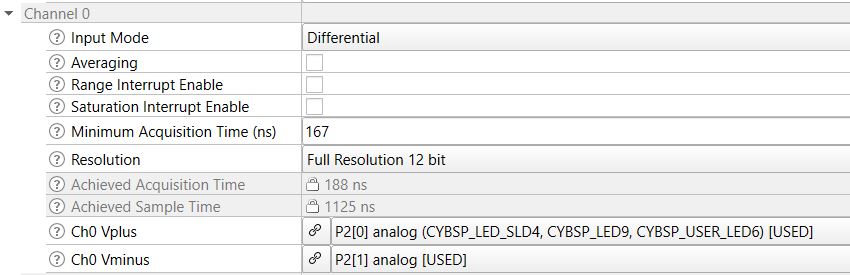 Channel 0
? Input Mode Differential
? Averaging
? Range Interrupt Enable
? Saturation Interrupt Enable
? Minimum Acquisition Time (ns) 167
? Resolution Full Resolution 12 bit
? Achieved Acquisition Time 188 ns
? Achieved Sample Time 1125 ns
? Ch0 Vplus P2[0] analog (CYBSP_LED_SLD4, CYBSP_LED9, CYBSP_USER_LED6) [USED]
? Ch0 Vminus P2[1] analog [USED]